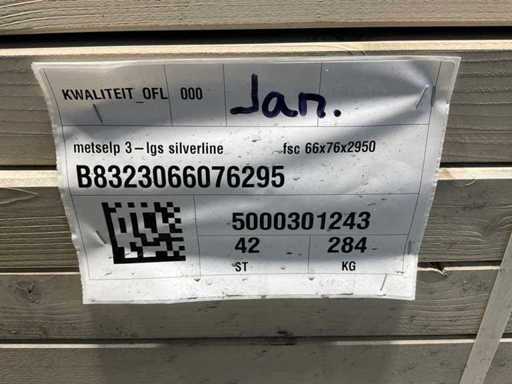 KWALITEIT_OFL 000 Jan.
metselp 3-lgs silverline fsc 66x76x2950
B8323066076295
5000301243
42 284
ST KG